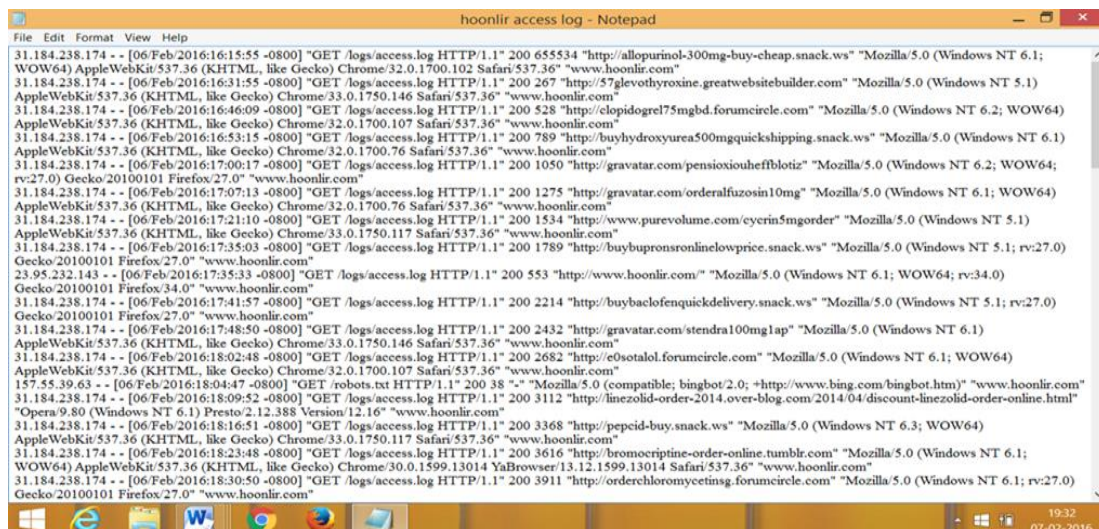 hoonlir access log - Notepad
File Edit Format View Help
31.184.238.174 - - [06/Feb/2016:16:15:55 -0800] "GET /logs/access.log HTTP/1.1" 200 655534 "http://allopurinol-300mg-buy-cheap.snack.ws" "Mozilla/5.0 (Windows NT 6.1;
WOW64) AppleWebKit/537.36 (KHTML, like Gecko) Chrome/32.0.1700.102 Safari/537.36" "www.hoonlir.com"
31.184.238.174 - - [06/Feb/2016:16:31:55 -0800] "GET /logs/access.log HTTP/1.1" 200 267 "http://57glevothyroxine.greatwebsitebuilder.com" "Mozilla/5.0 (Windows NT 5.1)
AppleWebKit/537.36 (KHTML, like Gecko) Chrome/33.0.1750.146 Safari/537.36" "www.hoonlir.com"
31.184.238.174 - - [06/Feb/2016:16:46:09 -0800] "GET /logs/access.log HTTP/1.1" 200 528 "http://clopidogrel75mgbd.forumcircle.com" "Mozilla/5.0 (Windows NT 6.2; WOW64)
AppleWebKit/537.36 (KHTML, like Gecko) Chrome/32.0.1700.107 Safari/537.36" "www.hoonlir.com"
31.184.238.174 - - [06/Feb/2016:16:53:15 -0800] "GET /logs/access.log HTTP/1.1" 200 789 "http://buyhydroxyurea500mgquickshipping.snack.ws" "Mozilla/5.0 (Windows NT 6.1)
AppleWebKit/537.36 (KHTML, like Gecko) Chrome/32.0.1700.76 Safari/537.36" "www.hoonlir.com"
31.184.238.174 - - [06/Feb/2016:17:00:17 -0800] "GET /logs/access.log HTTP/1.1" 200 1050 "http://gravatar.com/pensioxiouheffblotiz" "Mozilla/5.0 (Windows NT 6.2; WOW64;
rv:27.0) Gecko/20100101 Firefox/27.0" "www.hoonlir.com"
31.184.238.174 - - [06/Feb/2016:17:07:13 -0800] "GET /logs/access.log HTTP/1.1" 200 1275 "http://gravatar.com/orderalfuzosin10mg" "Mozilla/5.0 (Windows NT 6.1; WOW64)
AppleWebKit/537.36 (KHTML, like Gecko) Chrome/32.0.1700.76 Safari/537.36" "www.hoonlir.com"
31.184.238.174 - - [06/Feb/2016:17:21:10 -0800] "GET /logs/access.log HTTP/1.1" 200 1534 "http://www.purevolume.com/cycrin5mgorder" "Mozilla/5.0 (Windows NT 5.1)
AppleWebKit/537.36 (KHTML, like Gecko) Chrome/33.0.1750.117 Safari/537.36" "www.hoonlir.com"
31.184.238.174 - - [06/Feb/2016:17:35:03 -0800] "GET /logs/access.log HTTP/1.1" 200 1789 "http://buybupronsronlinelowprice.snack.ws" "Mozilla/5.0 (Windows NT 5.1; rv:27.0)
Gecko/20100101 Firefox/27.0" "www.hoonlir.com"
23.95.232.143 - - [06/Feb/2016:17:35:33 -0800] "GET /logs/access.log HTTP/1.1" 200 553 "http://www.hoonlir.com/" "Mozilla/5.0 (Windows NT 6.1; WOW64; rv:34.0)
Gecko/20100101 Firefox/34.0" "www.hoonlir.com"
31.184.238.174 - - [06/Feb/2016:17:41:57 -0800] "GET /logs/access.log HTTP/1.1" 200 2214 "http://buybaclofenquickdelivery.snack.ws" "Mozilla/5.0 (Windows NT 5.1; rv:27.0)
Gecko/20100101 Firefox/27.0" "www.hoonlir.com"
31.184.238.174 - - [06/Feb/2016:17:48:50 -0800] "GET /logs/access.log HTTP/1.1" 200 2432 "http://gravatar.com/stendra100mg1ap" "Mozilla/5.0 (Windows NT 6.1)
AppleWebKit/537.36 (KHTML, like Gecko) Chrome/33.0.1750.146 Safari/537.36" "www.hoonlir.com"
31.184.238.174 - - [06/Feb/2016:18:02:48 -0800] "GET /logs/access.log HTTP/1.1" 200 2682 "http://e0sotalol.forumcircle.com" "Mozilla/5.0 (Windows NT 6.1; WOW64)
AppleWebKit/537.36 (KHTML, like Gecko) Chrome/32.0.1700.107 Safari/537.36" "www.hoonlir.com"
157.55.39.63 - - [06/Feb/2016:18:04:47 -0800] "GET /robots.txt HTTP/1.1" 200 38 "-" "Mozilla/5.0 (compatible; bingbot/2.0; +http://www.bing.com/bingbot.htm)" "www.hoonlir.com"
31.184.238.174 - - [06/Feb/2016:18:09:52 -0800] "GET /logs/access.log HTTP/1.1" 200 3112 "http://linezolid-order-2014.over-blog.com/2014/04/discount-linezolid-order-online.html"
"Opera/9.80 (Windows NT 6.1) Presto/2.12.388 Version/12.16" "www.hoonlir.com"
31.184.238.174 - - [06/Feb/2016:18:16:51 -0800] "GET /logs/access.log HTTP/1.1" 200 3368 "http://pepcid-buy.snack.ws" "Mozilla/5.0 (Windows NT 6.3; WOW64)
AppleWebKit/537.36 (KHTML, like Gecko) Chrome/33.0.1750.117 Safari/537.36" "www.hoonlir.com"
31.184.238.174 - - [06/Feb/2016:18:23:48 -0800] "GET /logs/access.log HTTP/1.1" 200 3616 "http://bromocriptine-order-online.tumblr.com" "Mozilla/5.0 (Windows NT 6.1;
WOW64) AppleWebKit/537.36 (KHTML, like Gecko) Chrome/30.0.1599.13014 YaBrowser/13.12.1599.13014 Safari/537.36" "www.hoonlir.com"
31.184.238.174 - - [06/Feb/2016:18:30:50 -0800] "GET /logs/access.log HTTP/1.1" 200 3911 "http://orderchloromycetinsg.forumcircle.com" "Mozilla/5.0 (Windows NT 6.1; rv:27.0)
Gecko/20100101 Firefox/27.0" "www.hoonlir.com"
19:32
07-02-2016